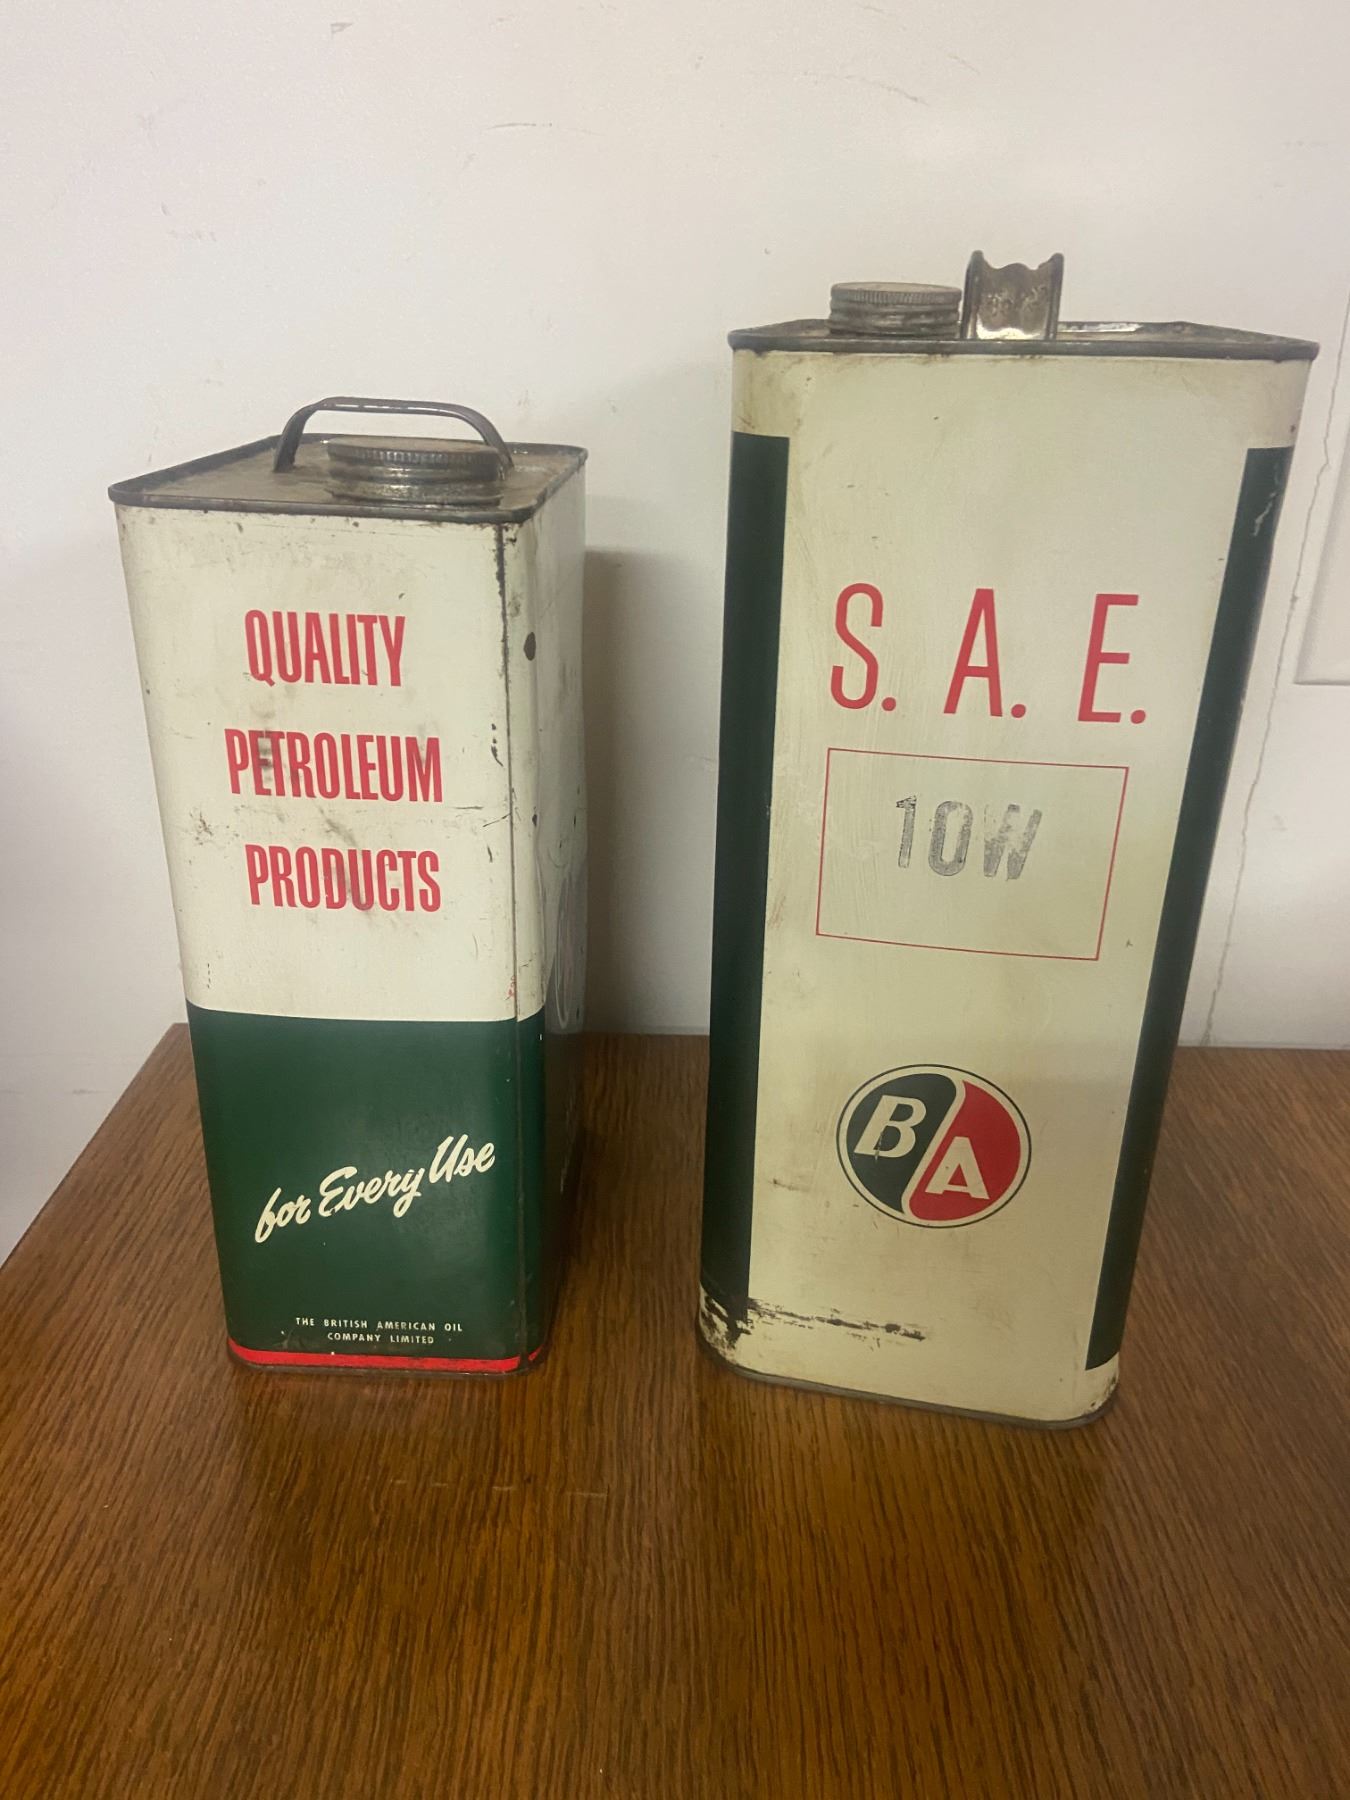 QUALITY
PETROLEUM
PRODUCTS
for Every Use
THE BRITISH AMERICAN OIL
COMPANY LIMITED
S. A. E.
10W
BA